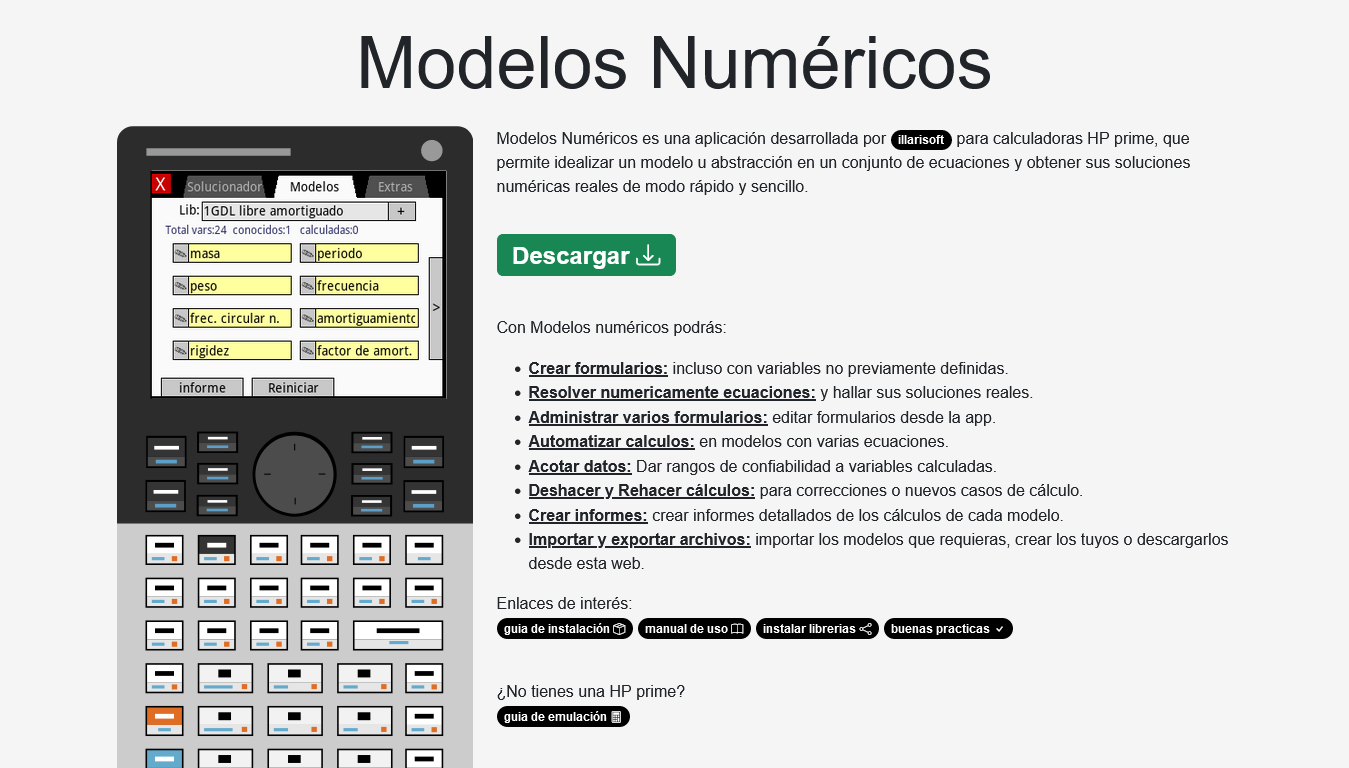 Modelos Numéricos
X Solucionador Modelos Extras
Lib: 1GDL libre amortiguado +
Total vars:24 conocidos:1 calculadas:0
masa periodo
peso frecuencia
>
frec. circular n. amortiguamiento
rigidez factor de amort.
informe Reiniciar
Modelos Numéricos es una aplicación desarrollada por illarisoft para calculadoras HP prime, que
permite idealizar un modelo u abstracción en un conjunto de ecuaciones y obtener sus soluciones
numéricas reales de modo rápido y sencillo.
Descargar
Con Modelos numéricos podrás:
• Crear formularios: incluso con variables no previamente definidas.
• Resolver numericamente ecuaciones: y hallar sus soluciones reales.
• Administrar varios formularios: editar formularios desde la app.
• Automatizar calculos: en modelos con varias ecuaciones.
• Acotar datos: Dar rangos de confiabilidad a variables calculadas.
• Deshacer y Rehacer cálculos: para correcciones o nuevos casos de cálculo.
• Crear informes: crear informes detallados de los cálculos de cada modelo.
• Importar y exportar archivos: importar los modelos que requieras, crear los tuyos o descargarlos
desde esta web.
Enlaces de interés:
guia de instalación manual de uso instalar librerias buenas practicas
¿No tienes una HP prime?
guia de emulación